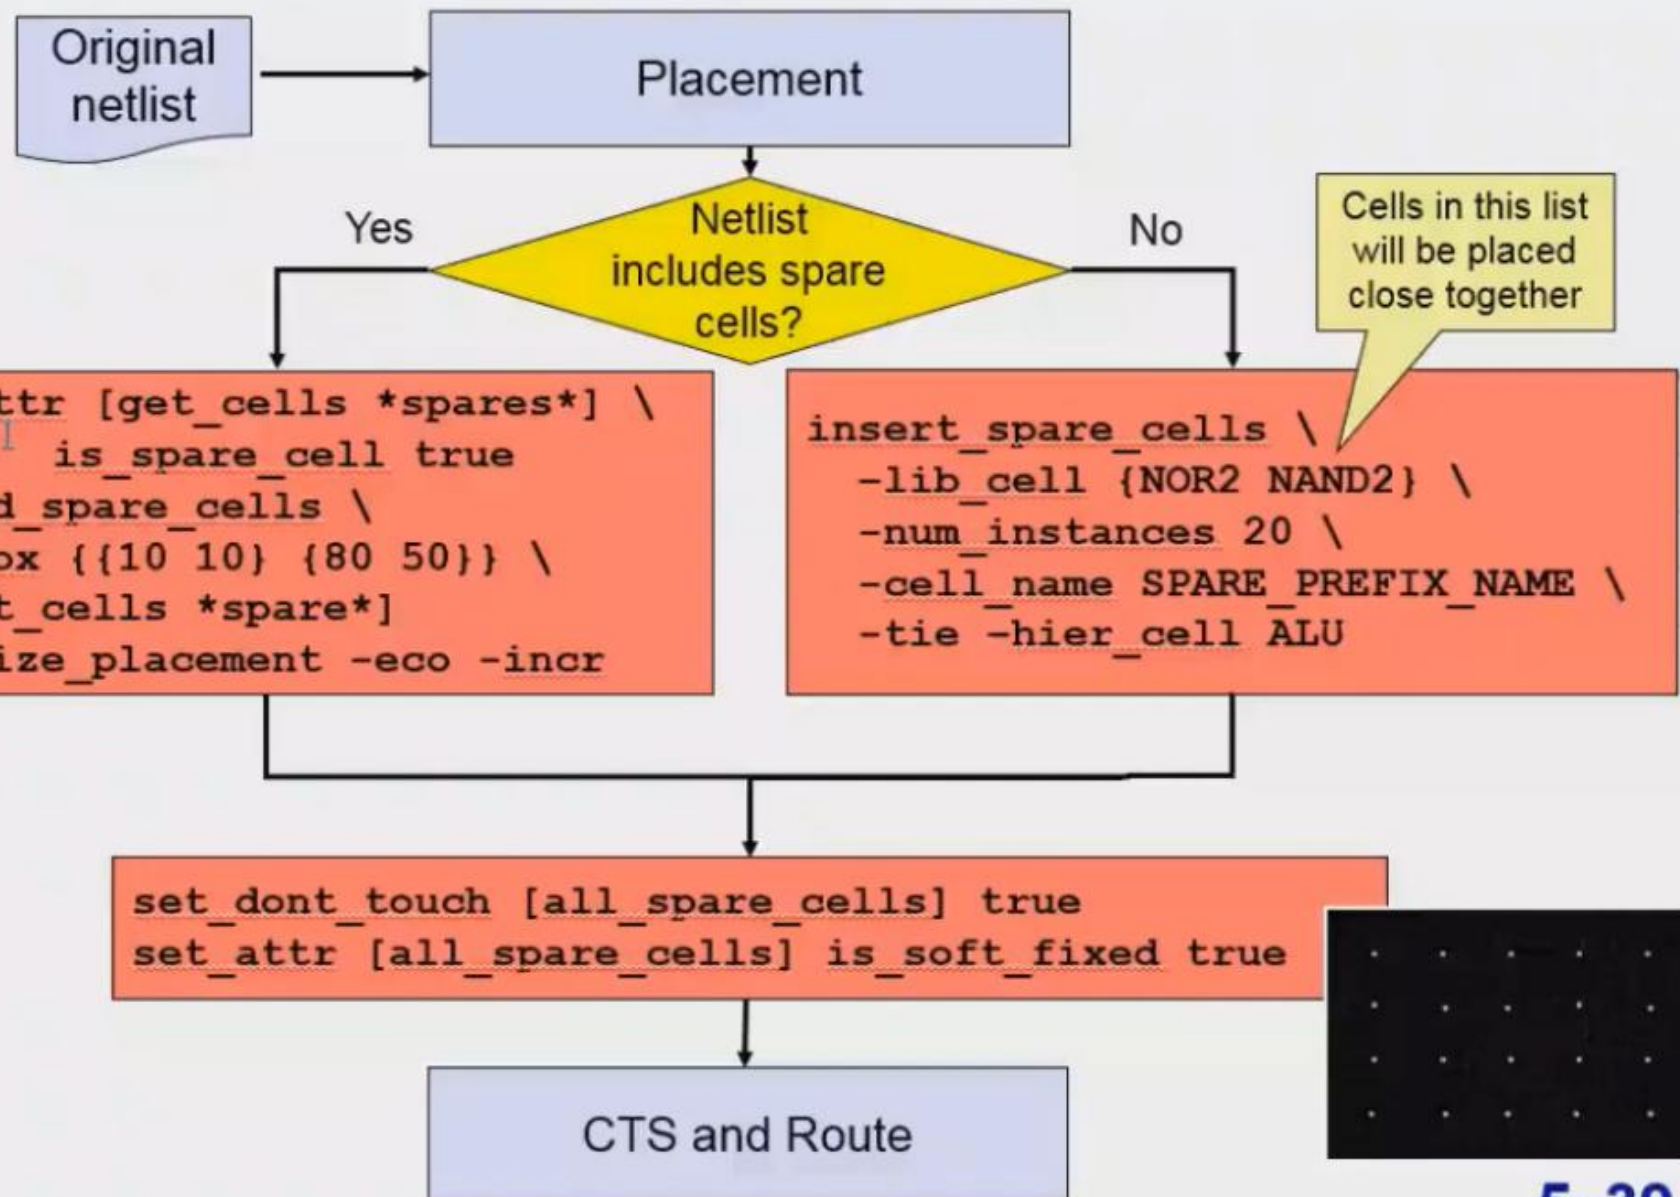 Original
netlist
Placement
Netlist
includes spare
cells?
Yes
No
Cells in this list
will be placed
close together
ttr [get_cells *spares*] \
is_spare_cell true
d_spare_cells \
ox {{10 10} {80 50}} \
t_cells *spare*]
ize_placement -eco -incr
insert_spare_cells \
-lib_cell {NOR2 NAND2} \
-num_instances 20 \
-cell_name SPARE_PREFIX_NAME \
-tie -hier_cell ALU
set_dont_touch [all_spare_cells] true
set_attr [all_spare_cells] is_soft_fixed true
CTS and Route